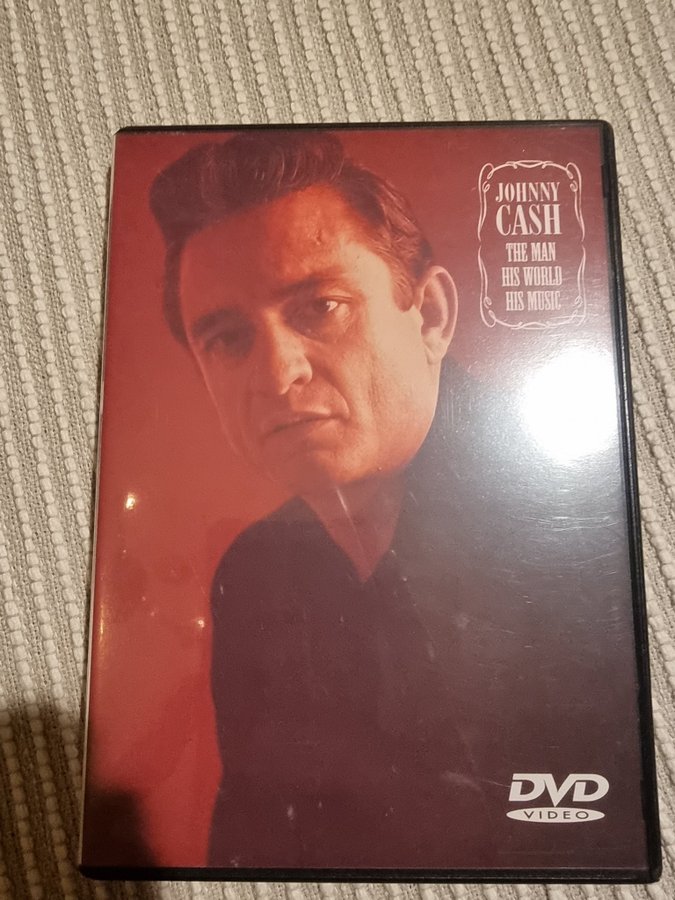 JOHNNY
CASH
THE MAN
HIS WORLD
HIS MUSIC
DVD
VIDEO